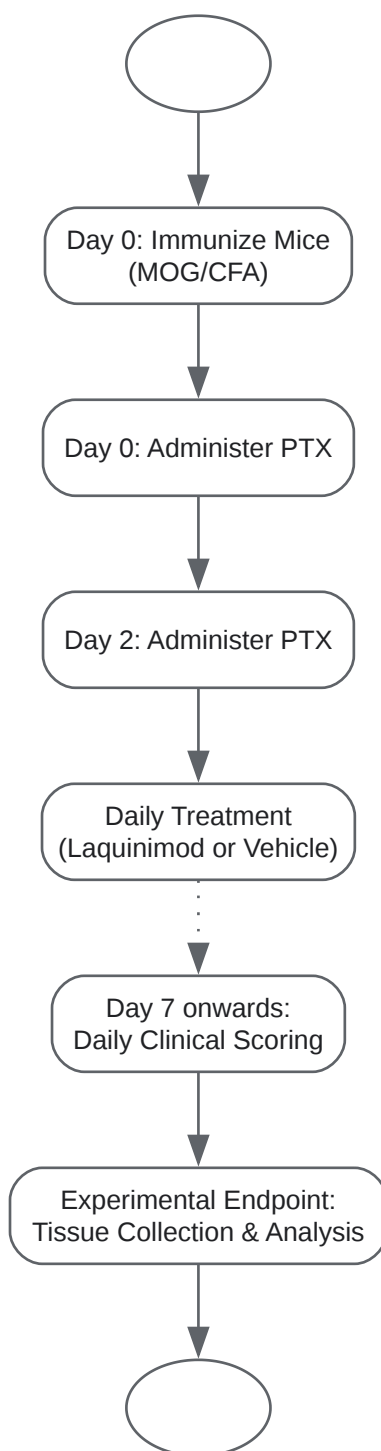 Day 0: Immunize Mice
(MOG/CFA)
Day 0: Administer PTX
Day 2: Administer PTX
Daily Treatment
(Laquinimod or Vehicle)
Day 7 onwards:
Daily Clinical Scoring
Experimental Endpoint:
Tissue Collection & Analysis